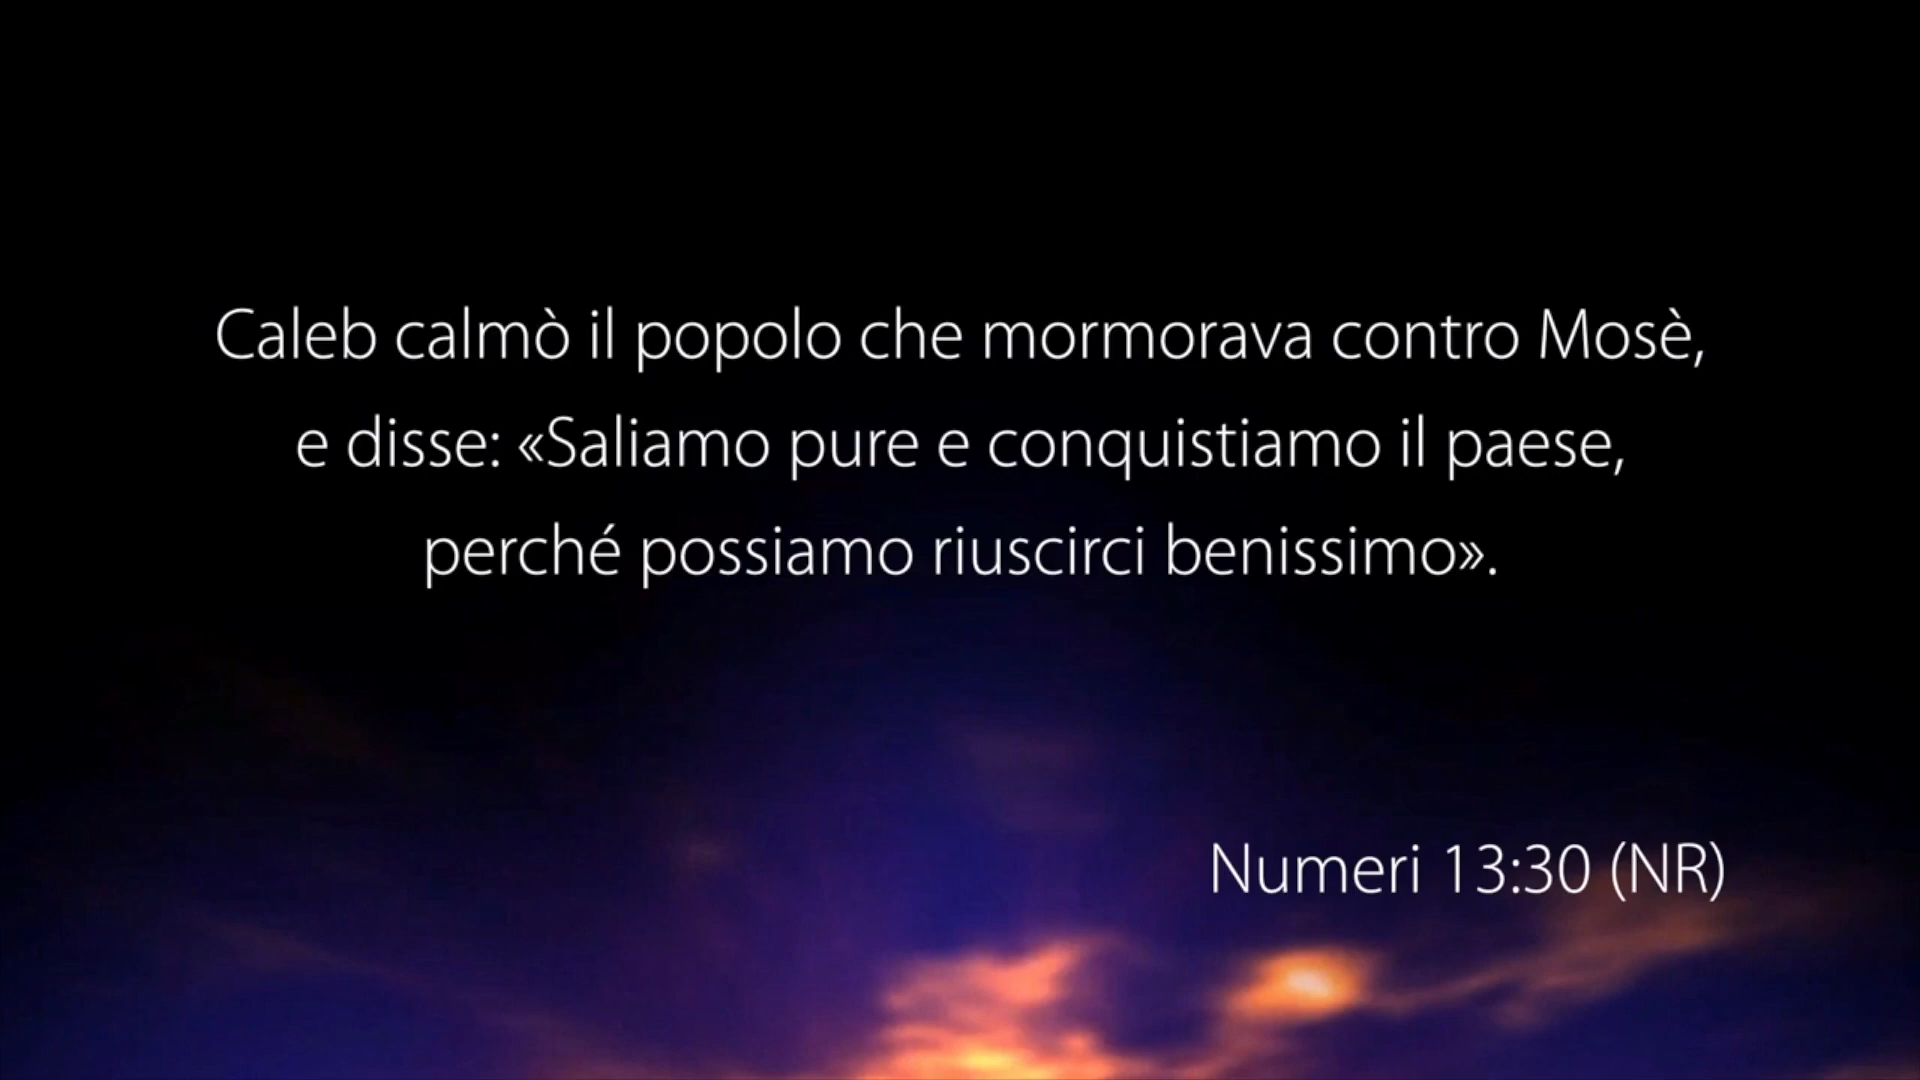 Caleb calmò il popolo che mormorava contro Mosè,
e disse: «Saliamo pure e conquistiamo il paese,
perché possiamo riuscirci benissimo».
Numeri 13:30 (NR)